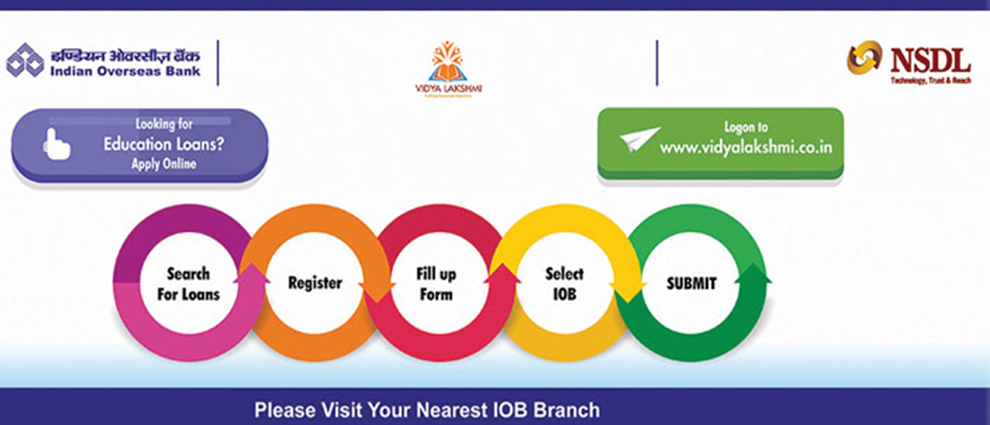 इण्डियन ओवरसीज़ बैंक
Indian Overseas Bank
VIDYA LAKSHMI
NSDL
Technology, Trust & Reach
Looking for
Education Loans?
Apply Online
Logon to
www.vidyalakshmi.co.in
Search
For Loans
Register
Fill up
Form
Select
IOB
SUBMIT
Please Visit Your Nearest IOB Branch